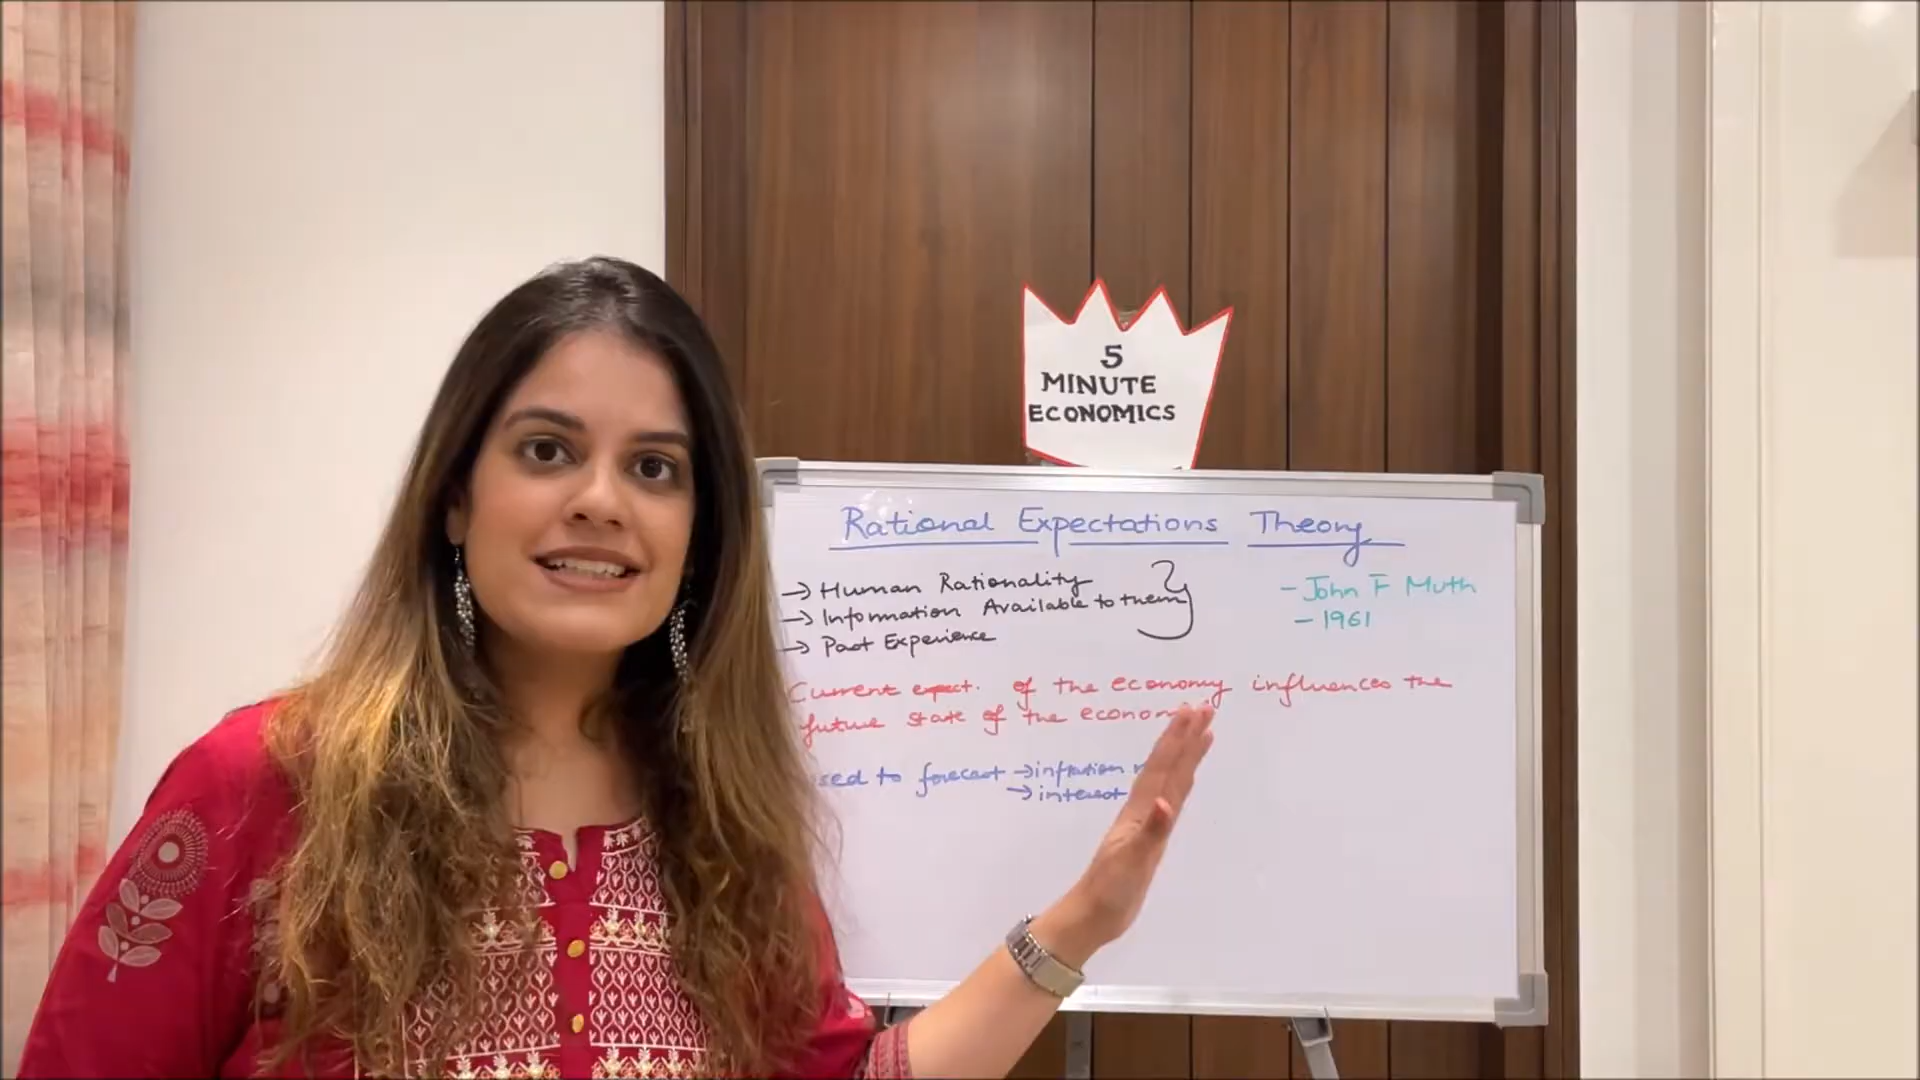 5
MINUTE
ECONOMICS
Rational Expectations Theory
→ Human Rationality
→ Information Available to them
→ Past Experience
- John F Muth
- 1961
Current expect. of the economy influences the
future state of the
to forecast → inflation
→ interest